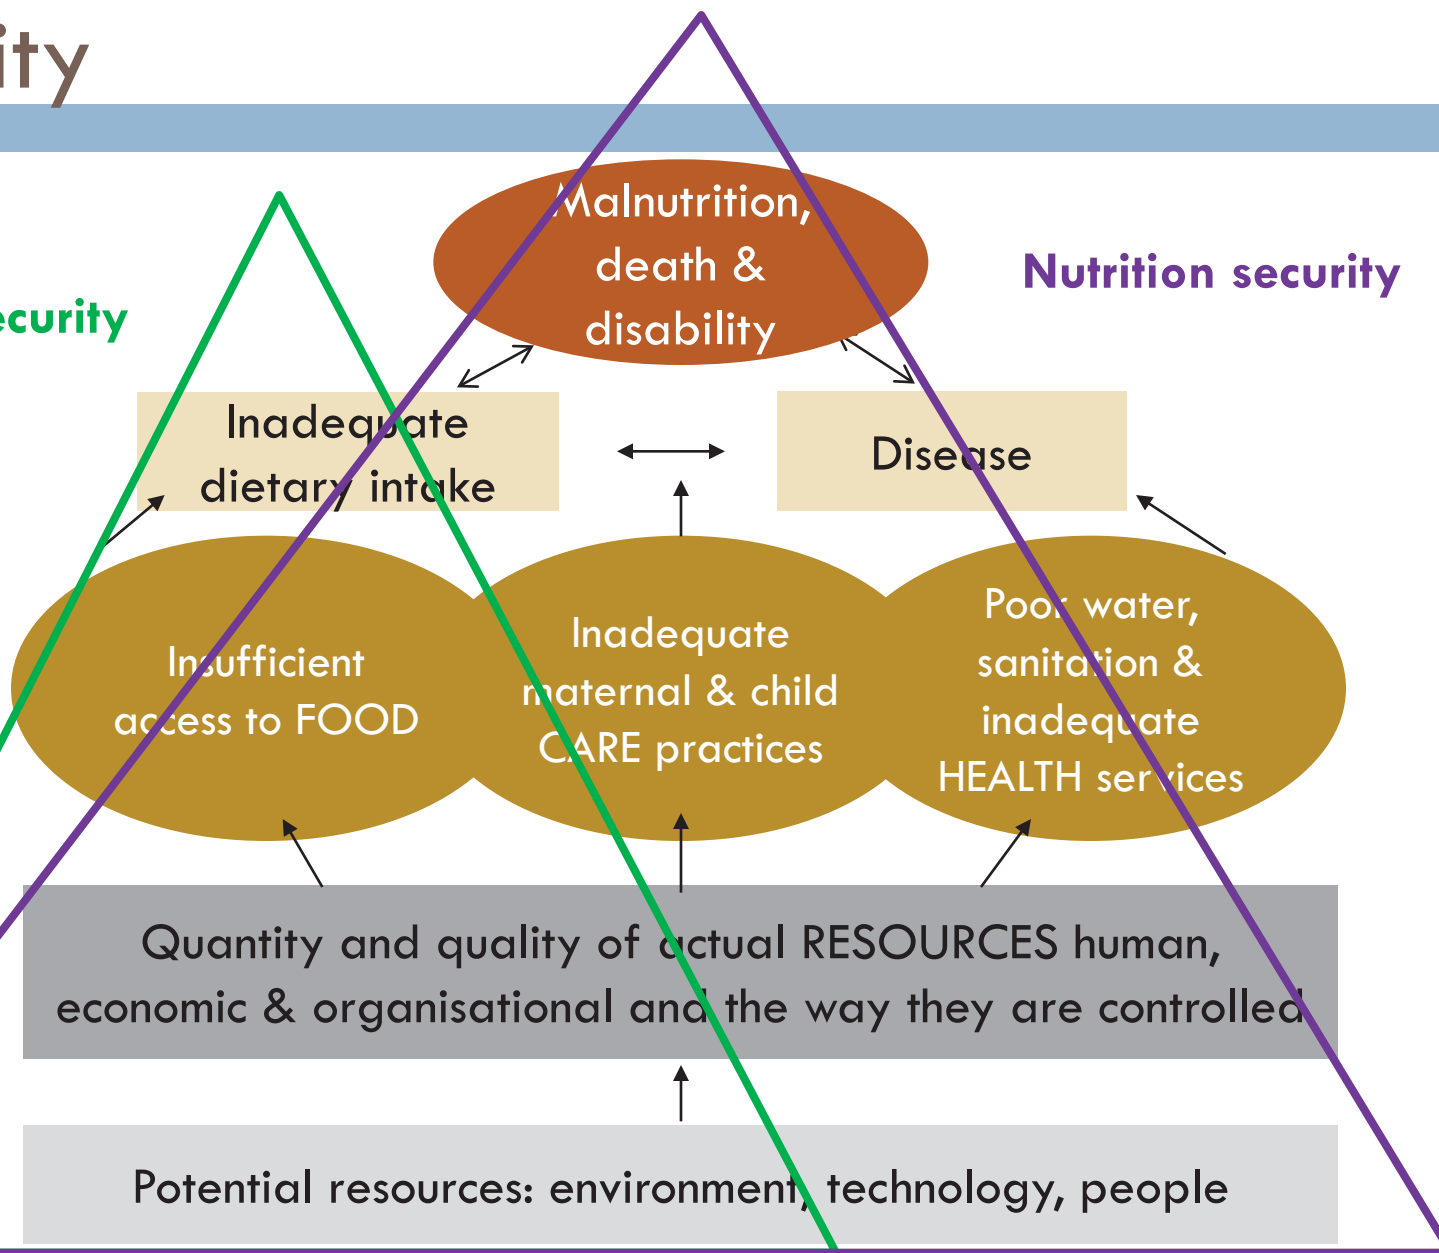 ity
Malnutrition,
death &
disability
Nutrition security
ecurity
Inadequate
dietary intake
Disease
Insufficient
access to FOOD
Inadequate
maternal & child
CARE practices
Poor water,
sanitation &
inadequate
HEALTH services
Quantity and quality of actual RESOURCES human,
economic & organisational and the way they are controlled
Potential resources: environment, technology, people